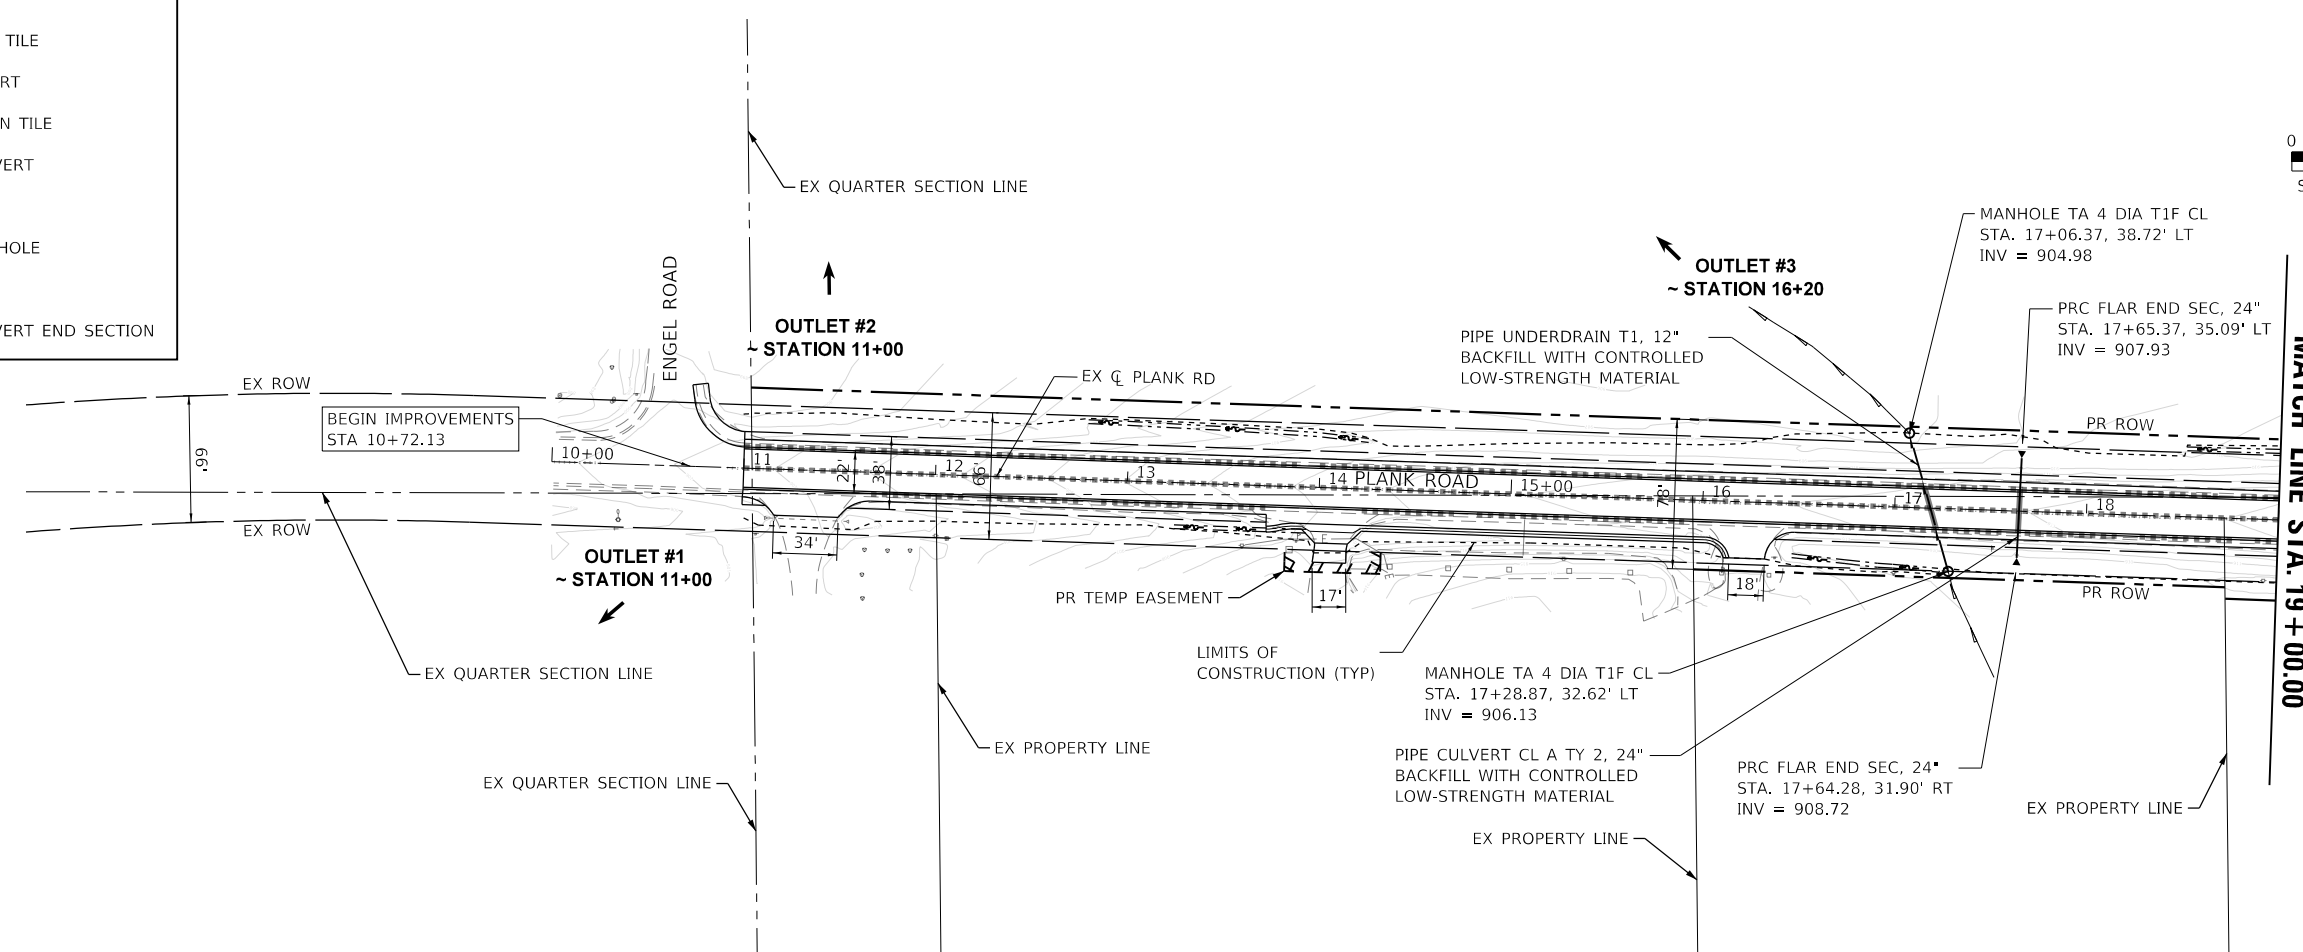 TILE
RT
N TILE
VERT
HOLE
VERT END SECTION
EX QUARTER SECTION LINE
ENGEL ROAD
OUTLET #2
~ STATION 11+00
OUTLET #3
~ STATION 16+20
MANHOLE TA 4 DIA T1F CL
STA. 17+06.37, 38.72' LT
INV = 904.98
0
S
PRC FLAR END SEC, 24"
STA. 17+65.37, 35.09' LT
INV = 907.93
PIPE UNDERDRAIN T1, 12"
BACKFILL WITH CONTROLLED
LOW-STRENGTH MATERIAL
EX ROW
EX ℄ PLANK RD
BEGIN IMPROVEMENTS
STA 10+72.13
PR ROW
MATCH LINE STA. 19+00.00
66'
10+00
11
22'
38'
12
66'
13
14
PLANK ROAD
15+00
78'
16
17
18
EX ROW
34'
OUTLET #1
~ STATION 11+00
PR TEMP EASEMENT
17'
18'
PR ROW
EX QUARTER SECTION LINE
LIMITS OF
CONSTRUCTION (TYP)
MANHOLE TA 4 DIA T1F CL
STA. 17+28.87, 32.62' LT
INV = 906.13
EX PROPERTY LINE
PIPE CULVERT CL A TY 2, 24"
BACKFILL WITH CONTROLLED
LOW-STRENGTH MATERIAL
PRC FLAR END SEC, 24"
STA. 17+64.28, 31.90' RT
INV = 908.72
EX QUARTER SECTION LINE
EX PROPERTY LINE
EX PROPERTY LINE